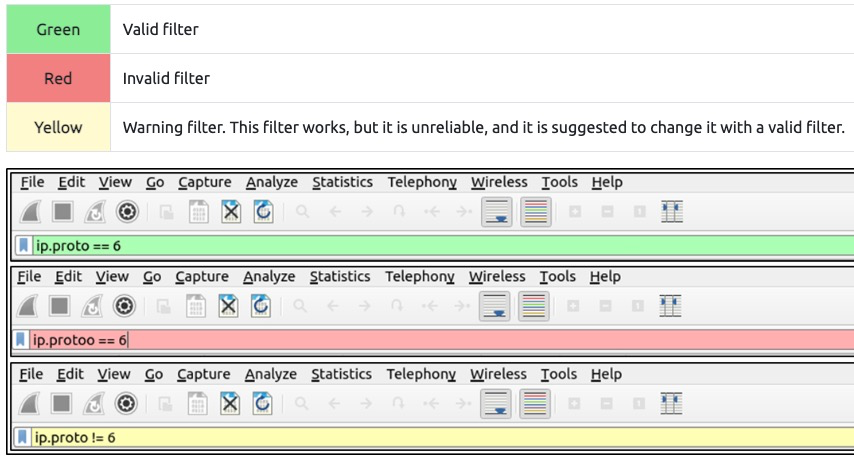 Green Valid filter
Red Invalid filter
Yellow Warning filter. This filter works, but it is unreliable, and it is suggested to change it with a valid filter.
File Edit View Go Capture Analyze Statistics Telephony Wireless Tools Help
ip.proto == 6
File Edit View Go Capture Analyze Statistics Telephony Wireless Tools Help
ip.protoo == 6
File Edit View Go Capture Analyze Statistics Telephony Wireless Tools Help
ip.proto != 6